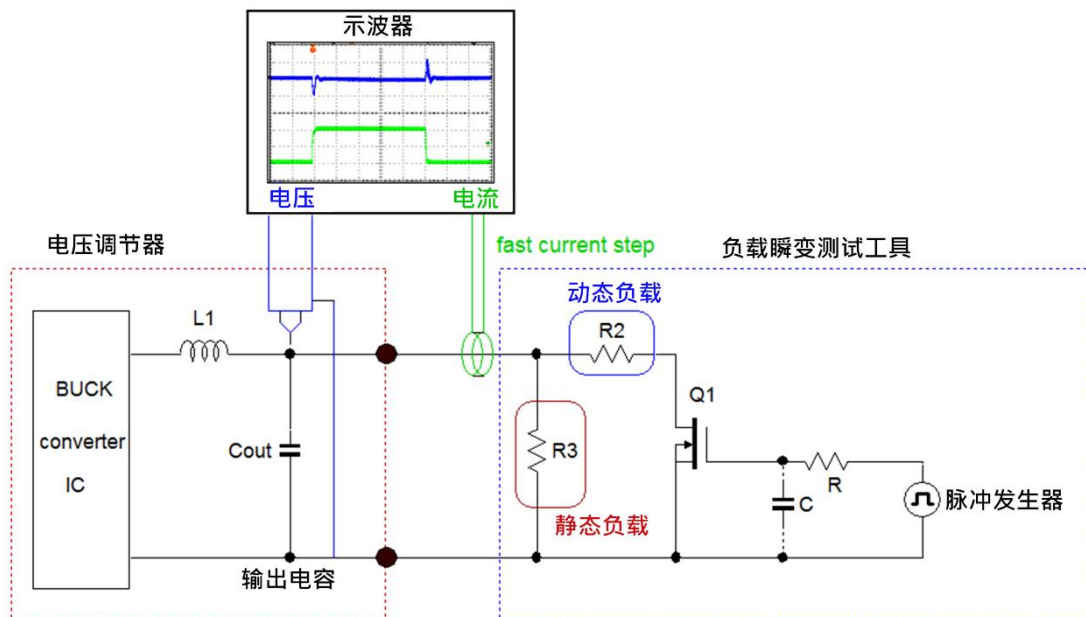 示波器
电压
电流
电压调节器
fast current step
负载瞬变测试工具
动态负载
L1
R2
Q1
BUCK
converter
IC
Cout
R3
R
C
脉冲发生器
静态负载
输出电容